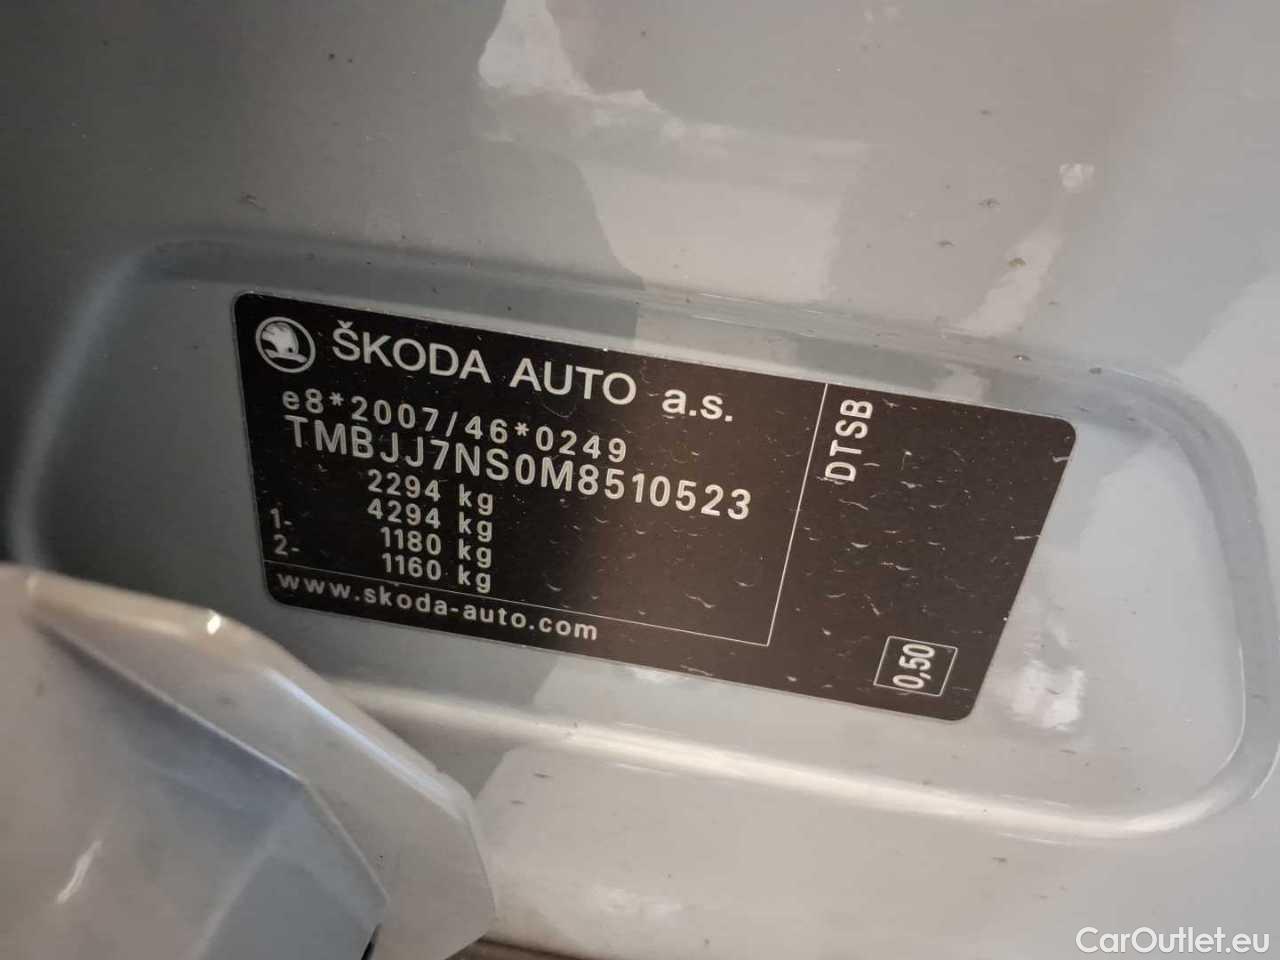 ŠKODA AUTO a.s.
e8*2007/46*0249
TMBJJ7NS0M8510523
2294 kg
4294 kg
1- 1180 kg
2- 1160 kg
www.skoda-auto.com
DTSB
0,50
CarOutlet.eu